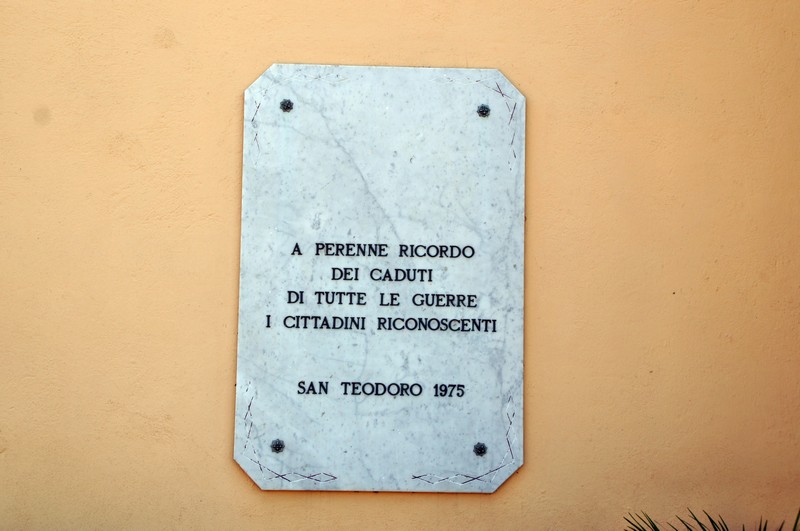 A PERENNE RICORDO
DEI CADUTI
DI TUTTE LE GUERRE
I CITTADINI RICONOSCENTI
SAN TEODORO 1975